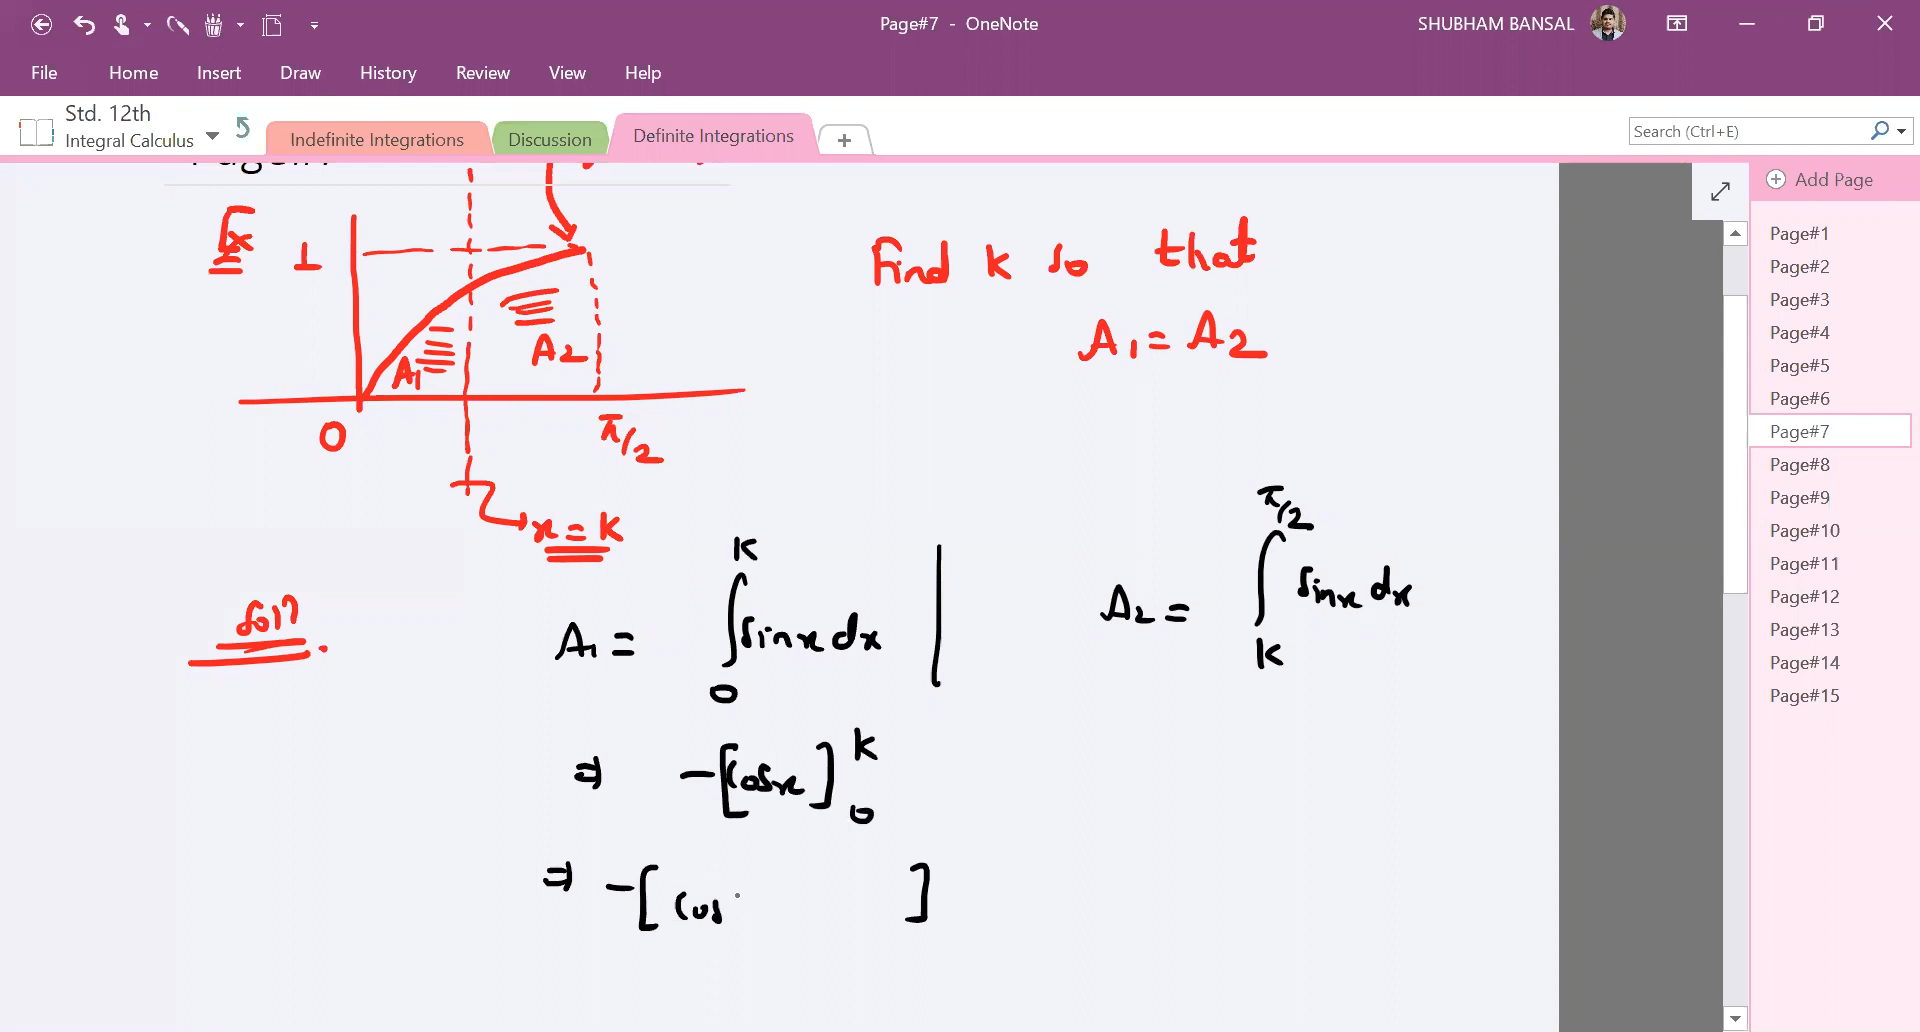 Page#7 - OneNote
SHUBHAM BANSAL
File Home Insert Draw History Review View Help
Std. 12th
Integral Calculus
Indefinite Integrations
Discussion
Definite Integrations
Search (Ctrl+E)
Add Page
Page#1
Page#2
Page#3
Page#4
Page#5
Page#6
Page#7
Page#8
Page#9
Page#10
Page#11
Page#12
Page#13
Page#14
Page#15
1
A1
A2
0
π/2
x = k
Find k so that
A1 = A2
Soln.
A1 = ∫₀ᵏ sinx dx
⇒ -[cosx]₀ᵏ
⇒ -[cos ]
A2 = ∫ₖ^(π/2) sinx dx